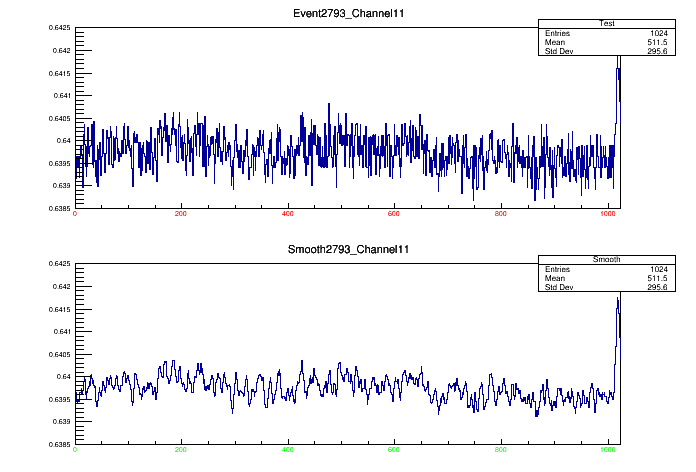 Event2793_Channel11
Test
Entries 1024
Mean 511.5
Std Dev 295.6
0.6425
0.642
0.6415
0.641
0.6405
0.64
0.6395
0.639
0.6385
0 200 400 600 800 1000
Smooth2793_Channel11
Smooth
Entries 1024
Mean 511.5
Std Dev 295.6
0.6425
0.642
0.6415
0.641
0.6405
0.64
0.6395
0.639
0.6385
0 200 400 600 800 1000